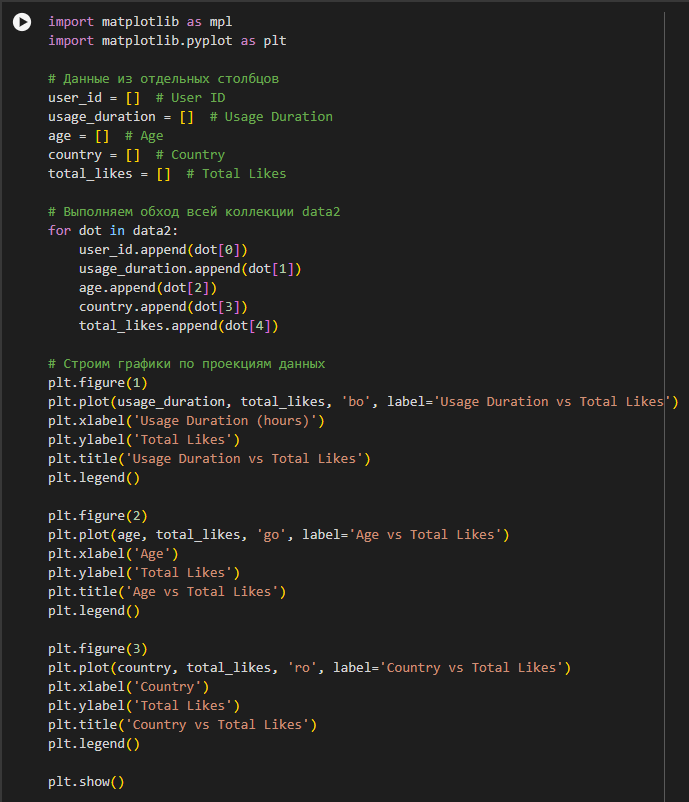 import matplotlib as mpl
import matplotlib.pyplot as plt

# Данные из отдельных столбцов
user_id = []  # User ID
usage_duration = []  # Usage Duration
age = []  # Age
country = []  # Country
total_likes = []  # Total Likes

# Выполняем обход всей коллекции data2
for dot in data2:
    user_id.append(dot[0])
    usage_duration.append(dot[1])
    age.append(dot[2])
    country.append(dot[3])
    total_likes.append(dot[4])

# Строим графики по проекциям данных
plt.figure(1)
plt.plot(usage_duration, total_likes, 'bo', label='Usage Duration vs Total Likes')
plt.xlabel('Usage Duration (hours)')
plt.ylabel('Total Likes')
plt.title('Usage Duration vs Total Likes')
plt.legend()

plt.figure(2)
plt.plot(age, total_likes, 'go', label='Age vs Total Likes')
plt.xlabel('Age')
plt.ylabel('Total Likes')
plt.title('Age vs Total Likes')
plt.legend()

plt.figure(3)
plt.plot(country, total_likes, 'ro', label='Country vs Total Likes')
plt.xlabel('Country')
plt.ylabel('Total Likes')
plt.title('Country vs Total Likes')
plt.legend()

plt.show()